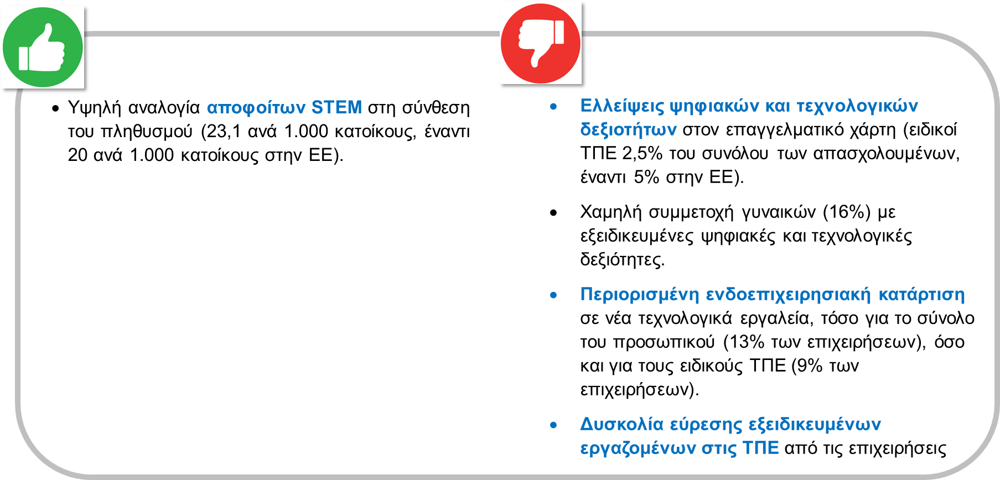 • Υψηλή αναλογία αποφοίτων STEM στη σύνθεση
του πληθυσμού (23,1 ανά 1.000 κατοίκους, έναντι
20 ανά 1.000 κατοίκους στην ΕΕ).
• Ελλείψεις ψηφιακών και τεχνολογικών
δεξιοτήτων στον επαγγελματικό χάρτη (ειδικοί
ΤΠΕ 2,5% του συνόλου των απασχολουμένων,
έναντι 5% στην ΕΕ).
• Χαμηλή συμμετοχή γυναικών (16%) με
εξειδικευμένες ψηφιακές και τεχνολογικές
δεξιότητες.
• Περιορισμένη ενδοεπιχειρησιακή κατάρτιση
σε νέα τεχνολογικά εργαλεία, τόσο για το σύνολο
του προσωπικού (13% των επιχειρήσεων), όσο
και για τους ειδικούς ΤΠΕ (9% των
επιχειρήσεων).
• Δυσκολία εύρεσης εξειδικευμένων
εργαζομένων στις ΤΠΕ από τις επιχειρήσεις